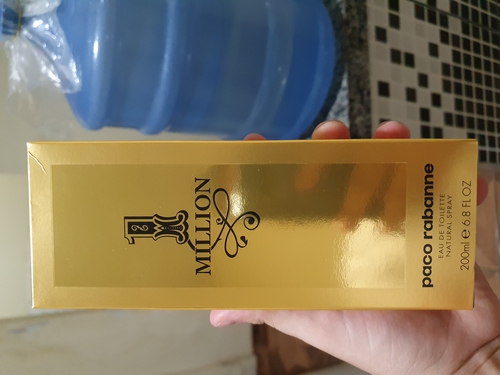 1
MILLION
paco rabanne
EAU DE TOILETTE
NATURAL SPRAY
200ml e 6.8 FL OZ